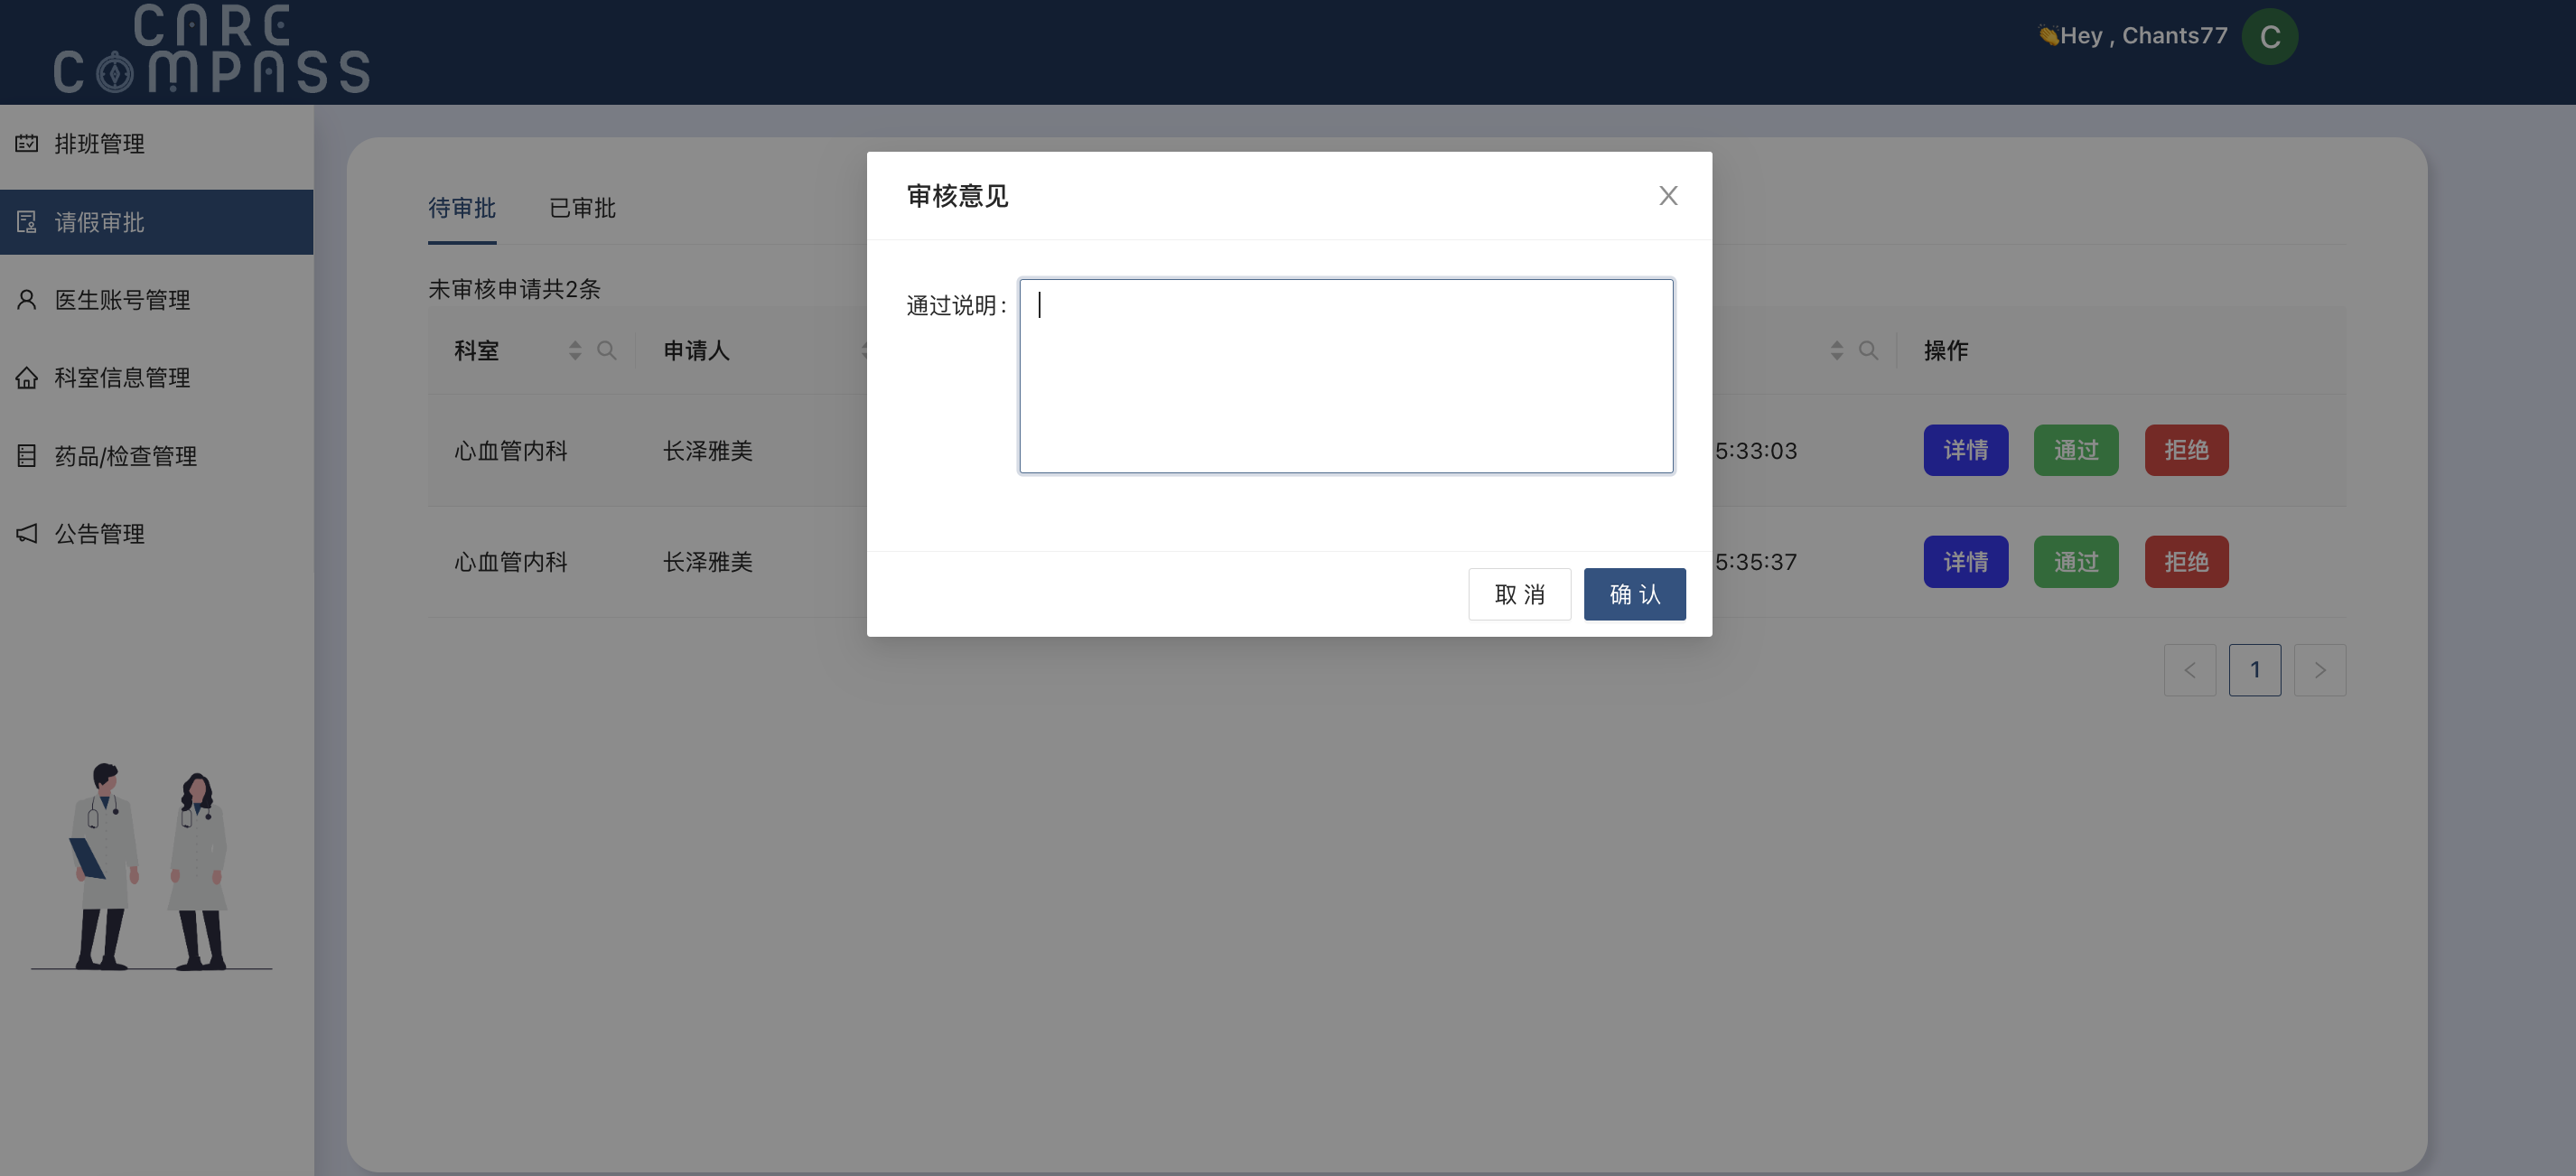 CARE
COMPASS
👏Hey , Chants77
C
排班管理
请假审批
医生账号管理
科室信息管理
药品/检查管理
公告管理
待审批 已审批
未审核申请共2条
科室 申请人 操作
心血管内科 长泽雅美 5:33:03 详情 通过 拒绝
心血管内科 长泽雅美 5:35:37 详情 通过 拒绝
1
审核意见
通过说明:
取 消 确 认